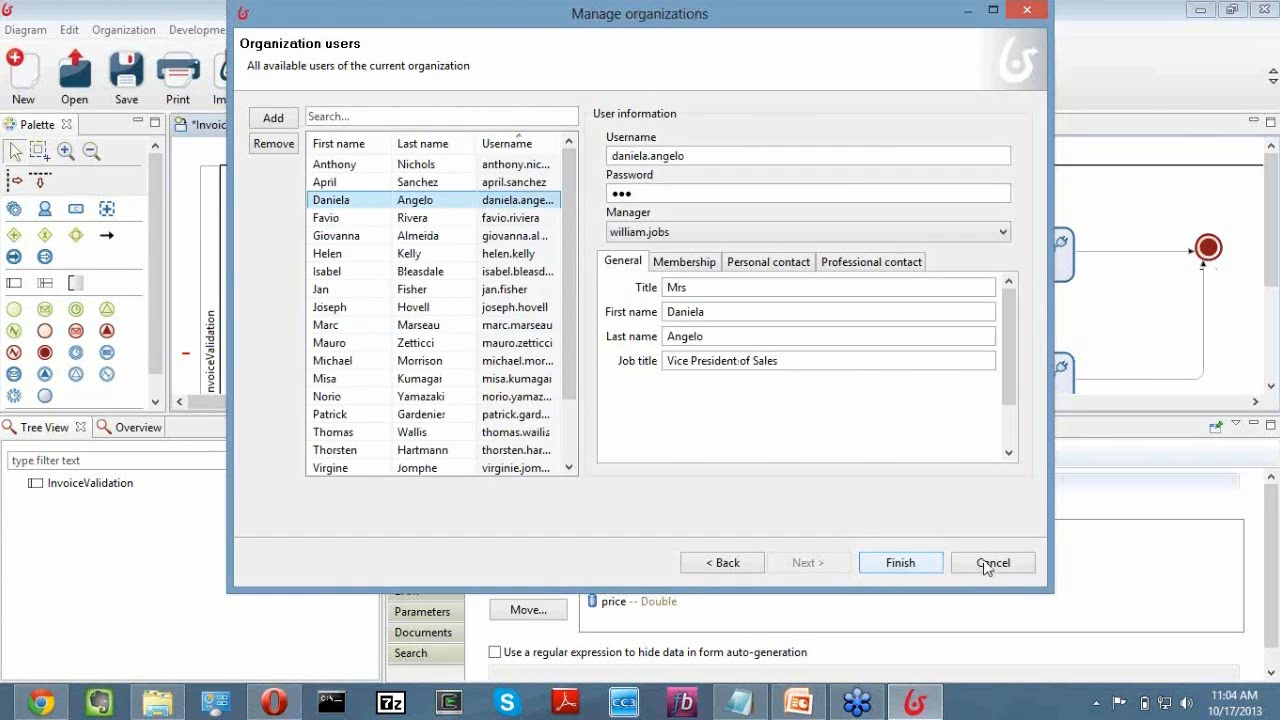 Manage organizations
Diagram Edit Organization Developme
New Open Save Print Im
Organization users
All available users of the current organization
Palette
*Invoic
Add
Remove
Search...
First name Last name Username
Anthony Nichols anthony.nic...
April Sanchez april.sanchez
Daniela Angelo daniela.ange...
Favio Rivera favio.riviera
Giovanna Almeida giovanna.al...
Helen Kelly helen.kelly
Isabel Bleasdale isabel.bleasd...
Jan Fisher jan.fisher
Joseph Hovell joseph.hovell
Marc Marseau marc.marseau
Mauro Zetticci mauro.zetticci
Michael Morrison michael.mor...
Misa Kumagai misa.kumagai
Norio Yamazaki norio.yamaz...
Patrick Gardenier patrick.gard...
Thomas Wallis thomas.wallis
Thorsten Hartmann thorsten.har...
Virgine Jomphe virginie.jom...
User information
Username
daniela.angelo
Password
●●●
Manager
william.jobs
General Membership Personal contact Professional contact
Title Mrs
First name Daniela
Last name Angelo
Job title Vice President of Sales
nvoiceValidation
Tree View Overview
type filter text
InvoiceValidation
< Back Next > Finish Cancel
Parameters
Documents
Search
Move...
price -- Double
Use a regular expression to hide data in form auto-generation
7z
CC3
fb
11:04 AM
10/17/2013